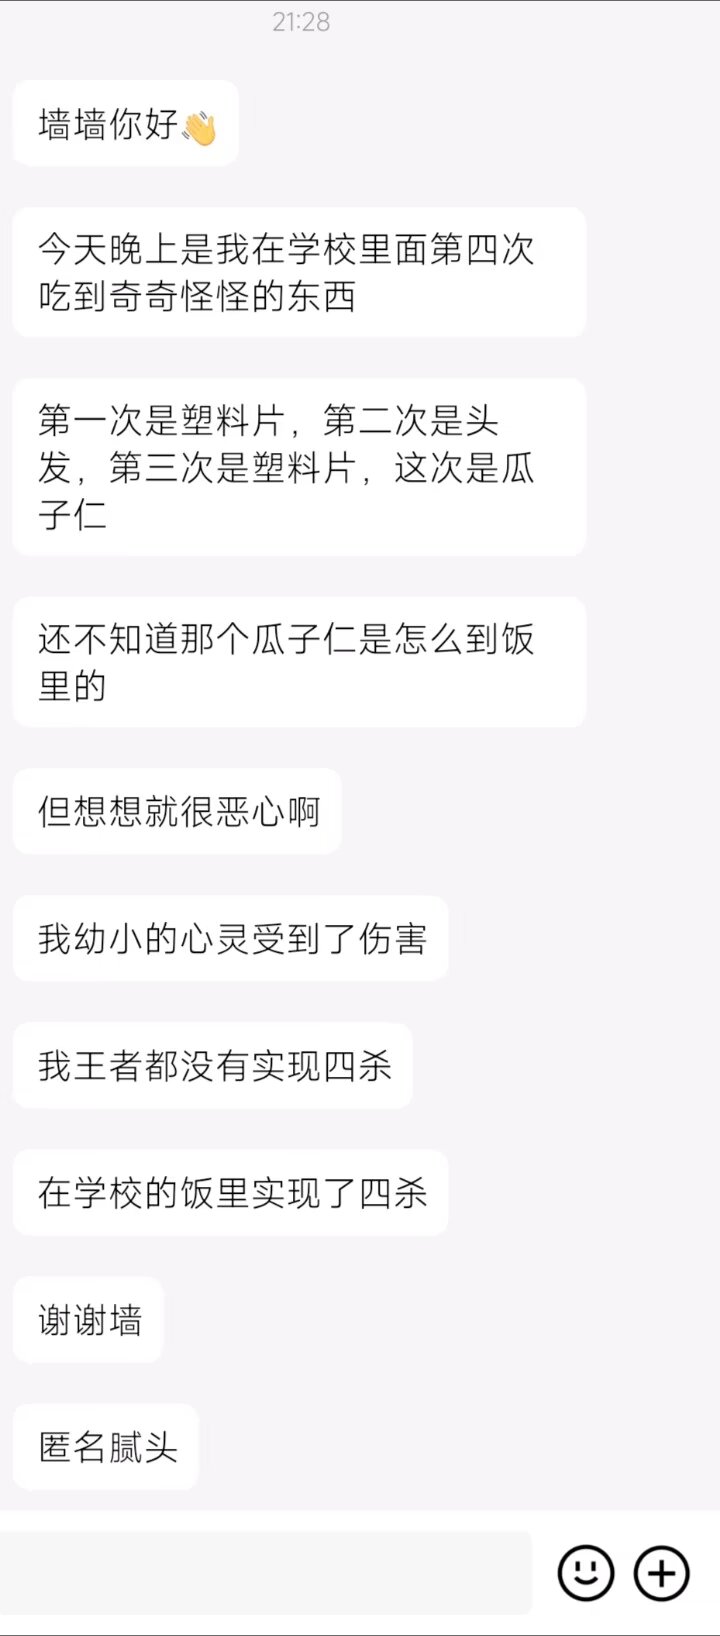 21:28
墙墙你好👋
今天晚上是我在学校里面第四次
吃到奇奇怪怪的东西
第一次是塑料片，第二次是头
发，第三次是塑料片，这次是瓜
子仁
还不知道那个瓜子仁是怎么到饭
里的
但想想就很恶心啊
我幼小的心灵受到了伤害
我王者都没有实现四杀
在学校的饭里实现了四杀
谢谢墙
匿名腻头